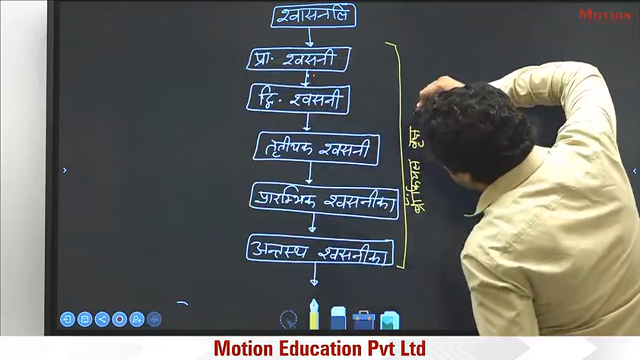 MOTION
श्वासनलि
प्रा. श्वसनी
द्वि. श्वसनी
तृतीयक श्वसनी
प्रारम्भिक श्वसनीका
अन्तस्थ श्वसनीका
Motion Education Pvt Ltd